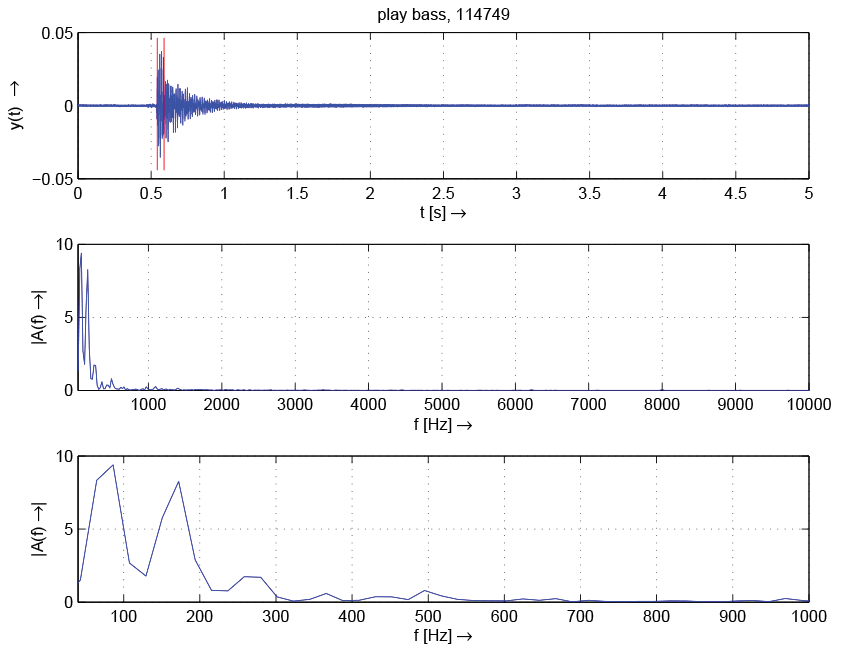 play bass, 114749
0.05
0
−0.05
y(t) →
0 0.5 1 1.5 2 2.5 3 3.5 4 4.5 5
t [s] →
10
5
0
|A(f) →|
1000 2000 3000 4000 5000 6000 7000 8000 9000 10000
f [Hz] →
10
5
0
|A(f) →|
100 200 300 400 500 600 700 800 900 1000
f [Hz] →